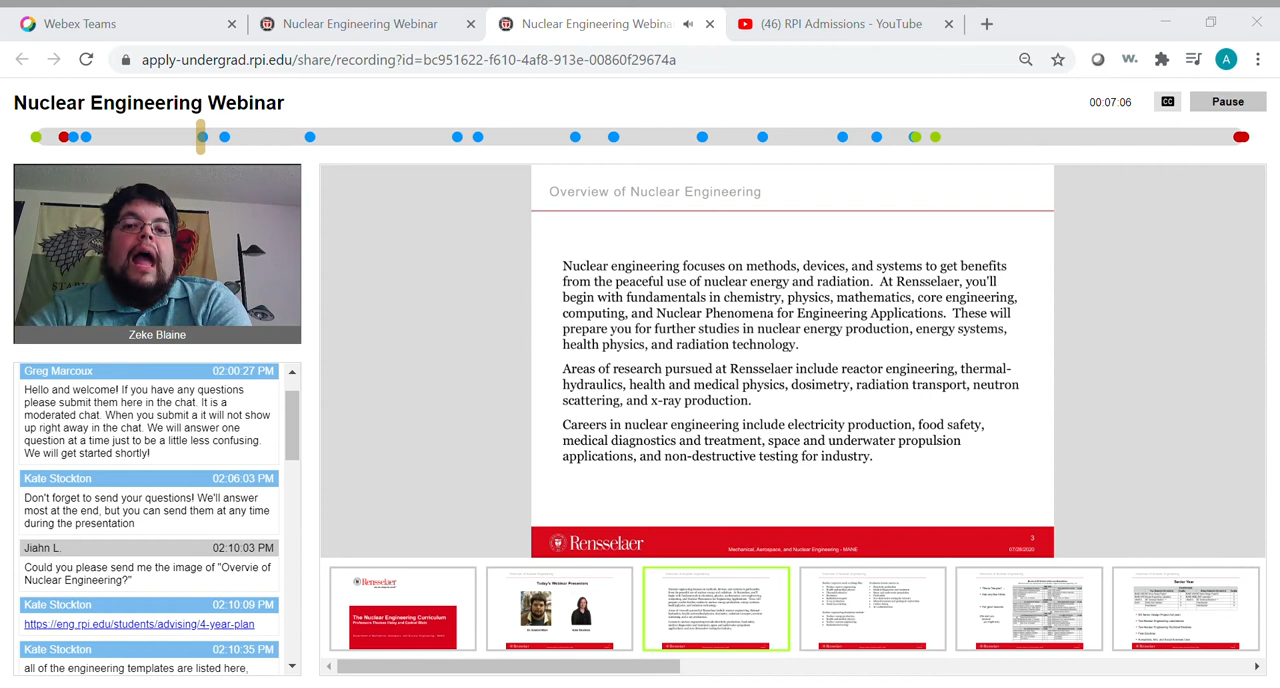 Webex Teams
Nuclear Engineering Webinar
Nuclear Engineering Webina
(46) RPI Admissions - YouTube
apply-undergrad.rpi.edu/share/recording?id=bc951622-f610-4af8-913e-00860f29674a
w.
A
Nuclear Engineering Webinar
00:07:06
CC
Pause
STAR
Zeke Blaine
Greg Marcoux 02:00:27 PM
Hello and welcome! If you have any questions
please submit them here in the chat. It is a
moderated chat. When you submit a it will not show
up right away in the chat. We will answer one
question at a time just to be a little less confusing.
We will get started shortly!
Kate Stockton 02:06:03 PM
Don't forget to send your questions! We'll answer
most at the end, but you can send them at any time
during the presentation
Jiahn L. 02:10:03 PM
Could you please send me the image of "Overvie of
Nuclear Engineering?"
Kate Stockton 02:10:09 PM
https://eng.rpi.edu/students/advising/4-year-plan
Kate Stockton 02:10:35 PM
all of the engineering templates are listed here,
Overview of Nuclear Engineering
Nuclear engineering focuses on methods, devices, and systems to get benefits
from the peaceful use of nuclear energy and radiation. At Rensselaer, you'll
begin with fundamentals in chemistry, physics, mathematics, core engineering,
computing, and Nuclear Phenomena for Engineering Applications. These will
prepare you for further studies in nuclear energy production, energy systems,
health physics, and radiation technology.
Areas of research pursued at Rensselaer include reactor engineering, thermal-
hydraulics, health and medical physics, dosimetry, radiation transport, neutron
scattering, and x-ray production.
Careers in nuclear engineering include electricity production, food safety,
medical diagnostics and treatment, space and underwater propulsion
applications, and non-destructive testing for industry.
Rensselaer
Mechanical, Aerospace, and Nuclear Engineering - MANE
3
07/28/2020
Rensselaer
The Nuclear Engineering Curriculum
Today's Webinar Presenters
Senior Year